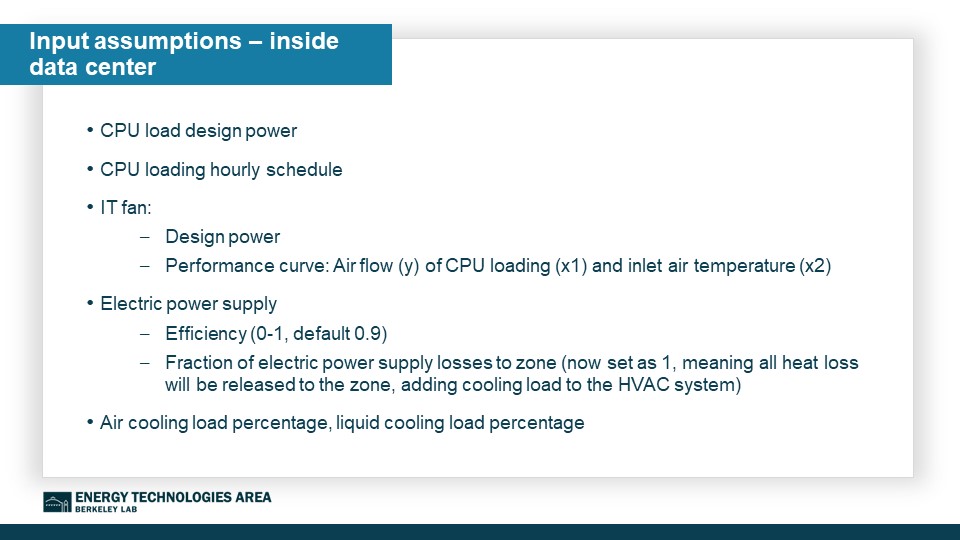 Input assumptions – inside
data center
• CPU load design power
• CPU loading hourly schedule
• IT fan:
– Design power
– Performance curve: Air flow (y) of CPU loading (x1) and inlet air temperature (x2)
• Electric power supply
– Efficiency (0-1, default 0.9)
– Fraction of electric power supply losses to zone (now set as 1, meaning all heat loss
will be released to the zone, adding cooling load to the HVAC system)
• Air cooling load percentage, liquid cooling load percentage
ENERGY TECHNOLOGIES AREA
BERKELEY LAB